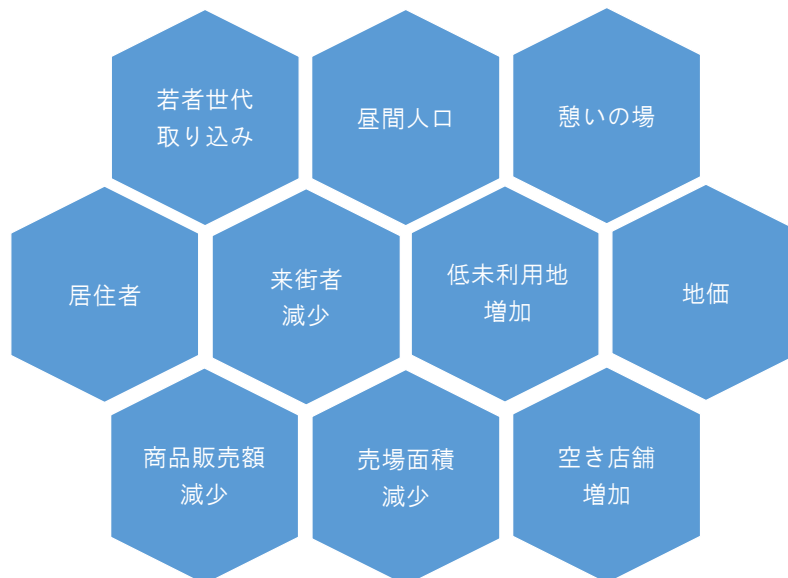 若者世代
取り込み
昼間人口
憩いの場
居住者
来街者
減少
低未利用地
増加
地価
商品販売額
減少
売場面積
減少
空き店舗
増加